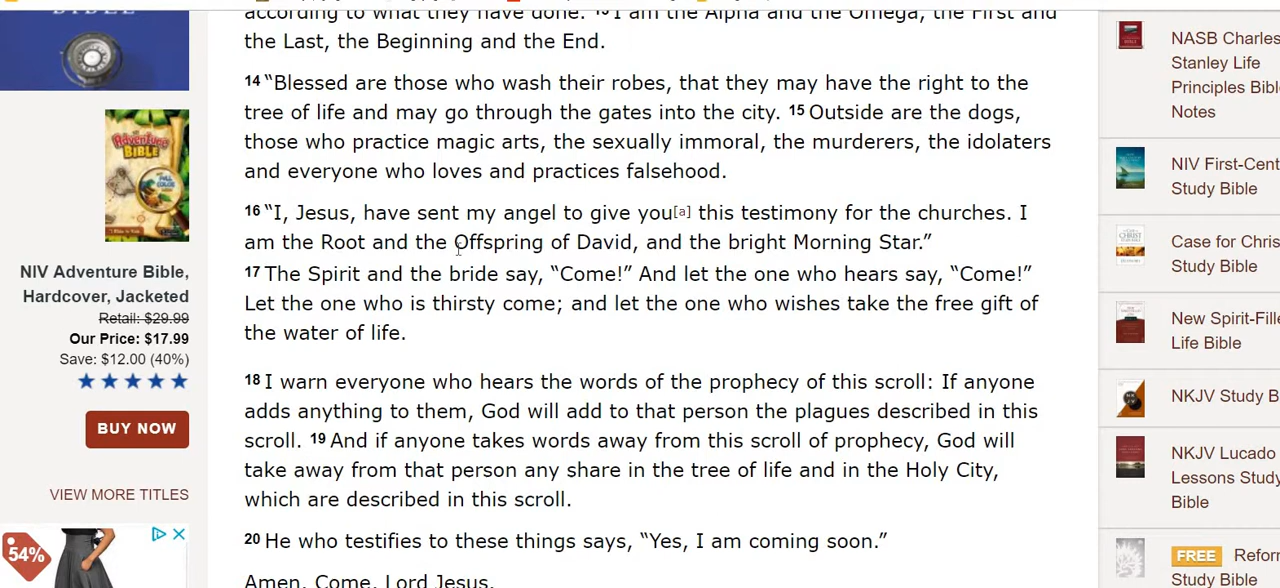 BIBLE
according to what they have done. 13 I am the Alpha and the Omega, the First and
the Last, the Beginning and the End.
14 “Blessed are those who wash their robes, that they may have the right to the
tree of life and may go through the gates into the city. 15 Outside are the dogs,
those who practice magic arts, the sexually immoral, the murderers, the idolaters
and everyone who loves and practices falsehood.
16 “I, Jesus, have sent my angel to give you[a] this testimony for the churches. I
am the Root and the Offspring of David, and the bright Morning Star.”
17 The Spirit and the bride say, “Come!” And let the one who hears say, “Come!”
Let the one who is thirsty come; and let the one who wishes take the free gift of
the water of life.
18 I warn everyone who hears the words of the prophecy of this scroll: If anyone
adds anything to them, God will add to that person the plagues described in this
scroll. 19 And if anyone takes words away from this scroll of prophecy, God will
take away from that person any share in the tree of life and in the Holy City,
which are described in this scroll.
20 He who testifies to these things says, “Yes, I am coming soon.”
Amen. Come, Lord Jesus.
Adventure
BIBLE
NIV Adventure Bible,
Hardcover, Jacketed
Retail: $29.99
Our Price: $17.99
Save: $12.00 (40%)
BUY NOW
VIEW MORE TITLES
54%
NASB Charles
Stanley Life
Principles Bibl
Notes
NIV First-Cent
Study Bible
Case for Chris
Study Bible
New Spirit-Fille
Life Bible
NKJV Study B
NKJV Lucado
Lessons Study
Bible
FREE Refor
Study Bible